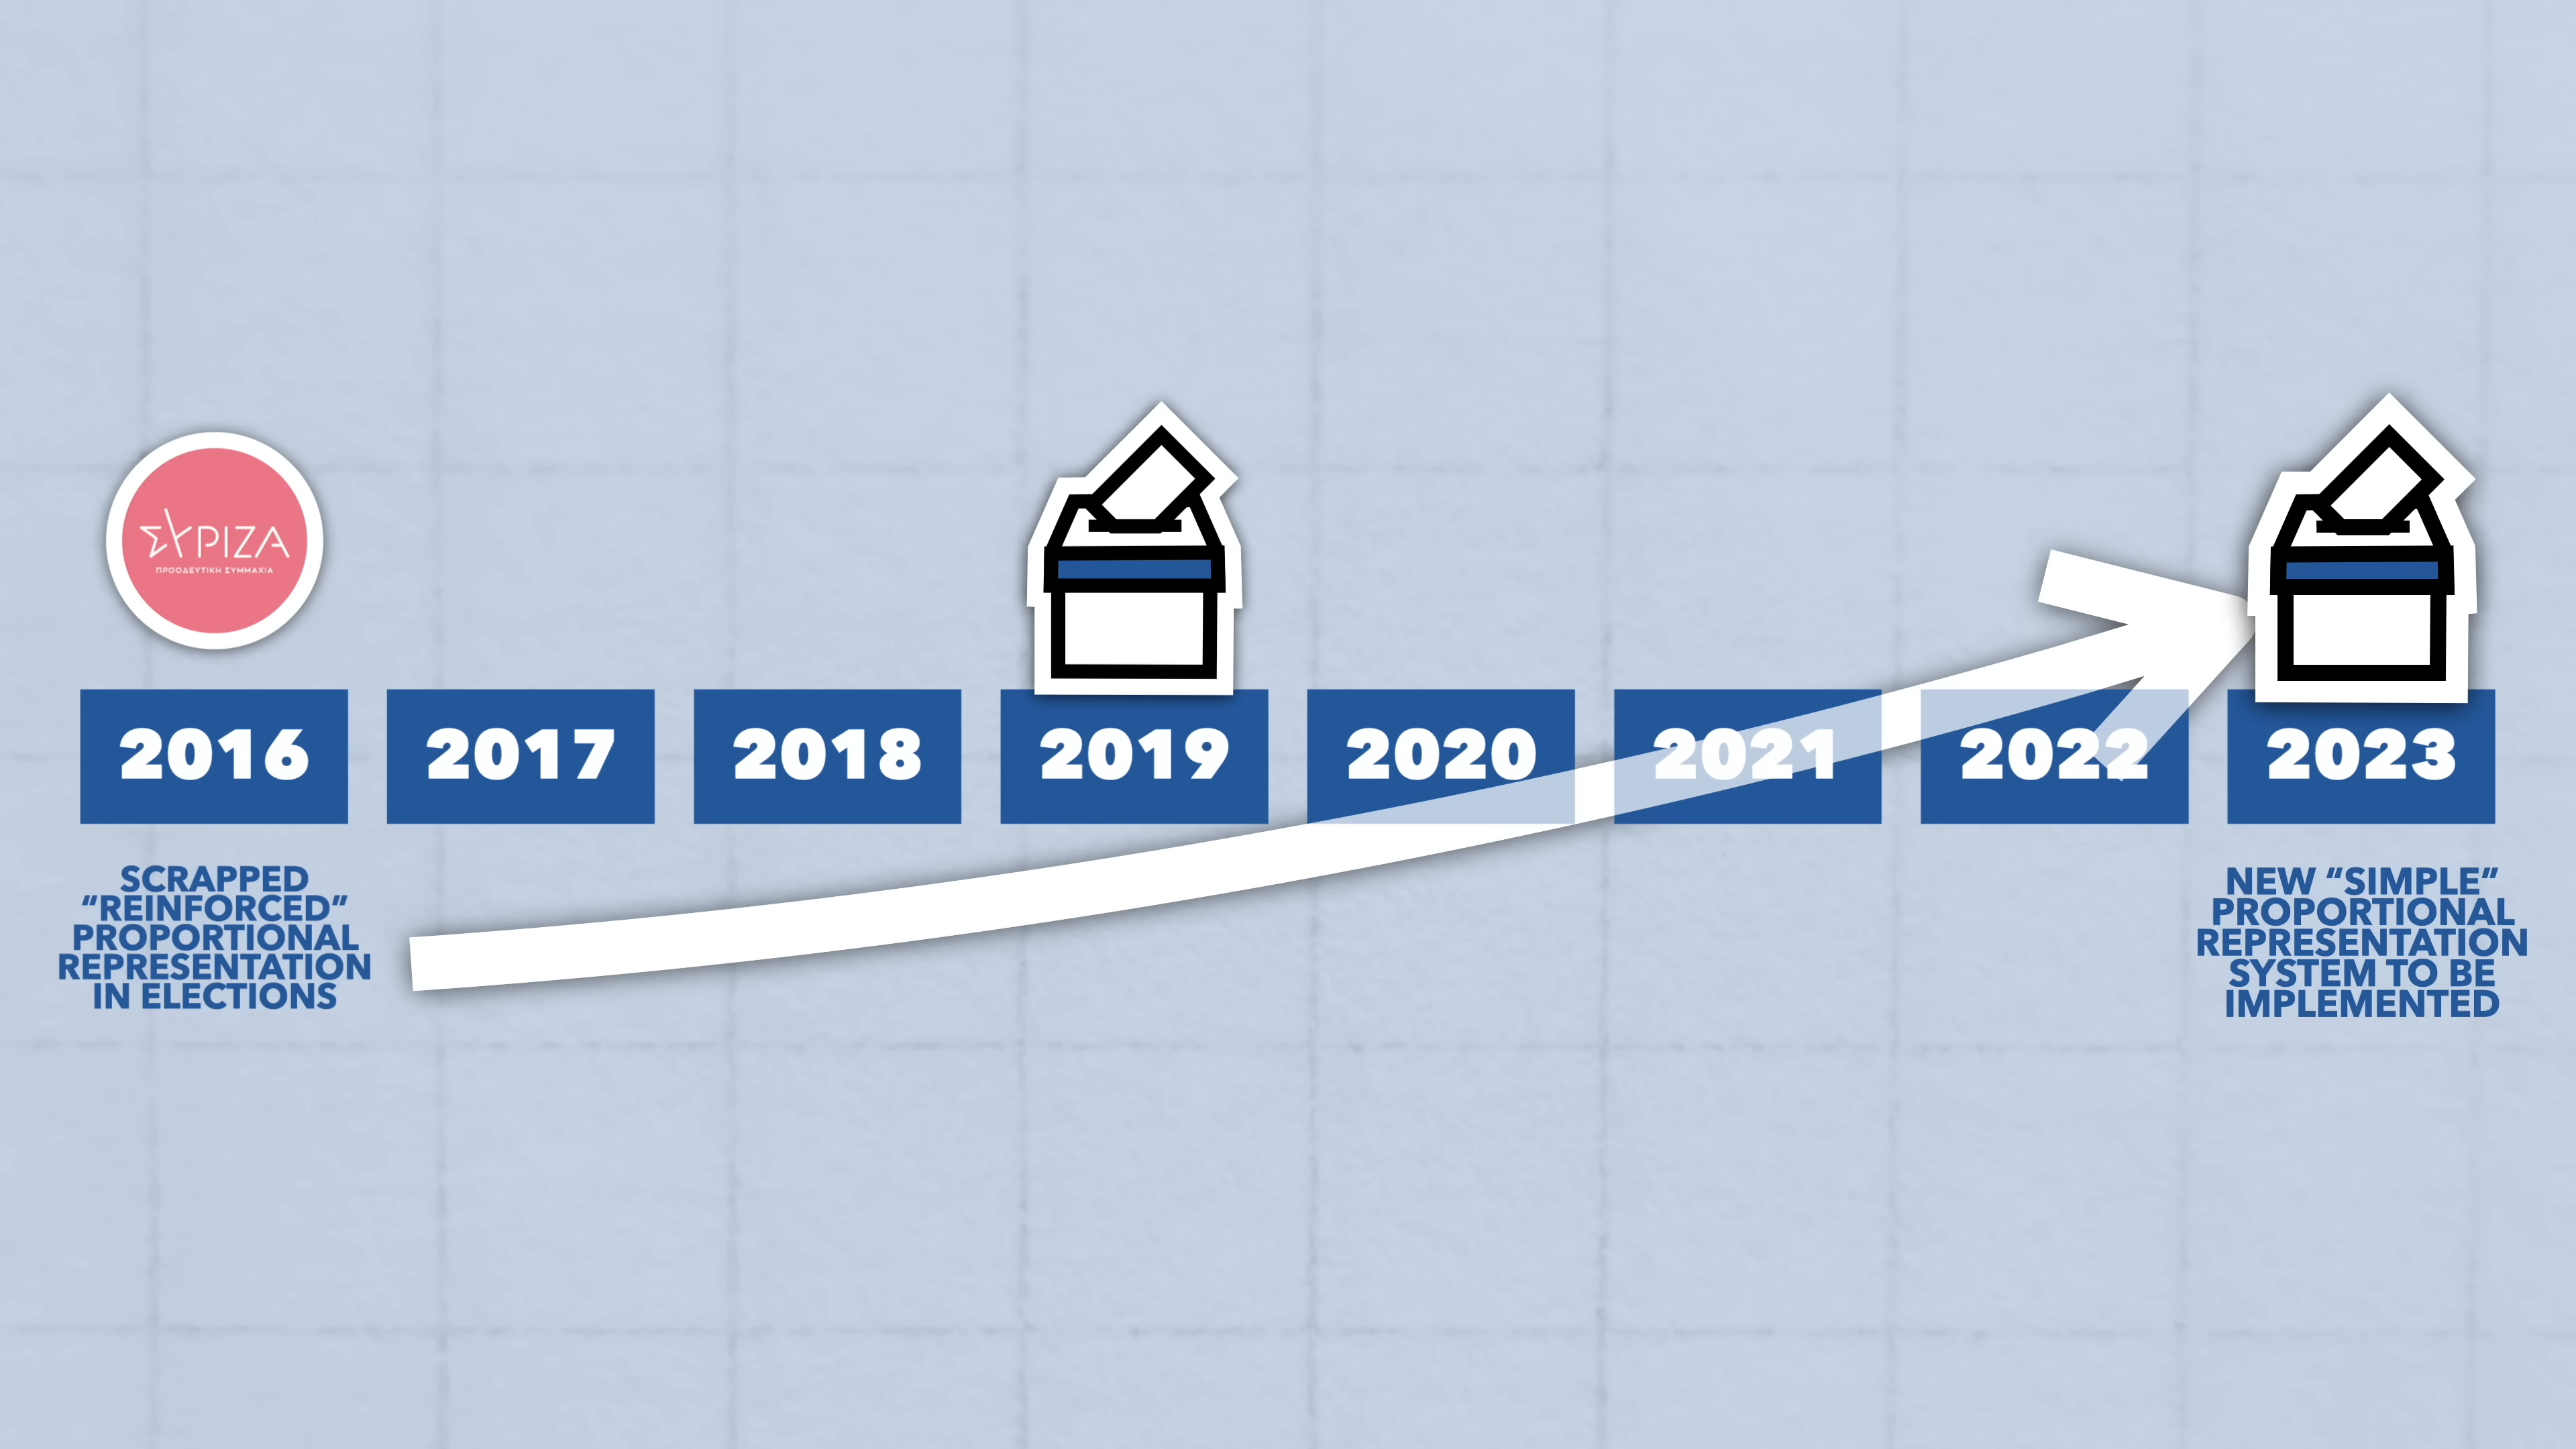 ΣΥΡΙΖΑ
ΠΡΟΟΔΕΥΤΙΚΗ ΣΥΜΜΑΧΙΑ
2016
2017
2018
2019
2020
2021
2022
2023
SCRAPPED
“REINFORCED”
PROPORTIONAL
REPRESENTATION
IN ELECTIONS
NEW “SIMPLE”
PROPORTIONAL
REPRESENTATION
SYSTEM TO BE
IMPLEMENTED